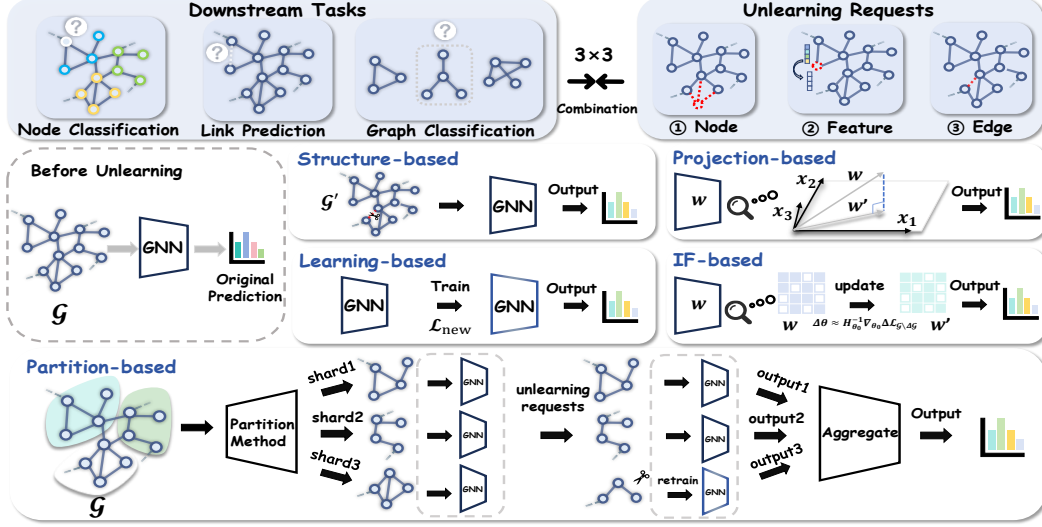 Downstream Tasks
?
?
?
Node Classification
Link Prediction
Graph Classification
3×3
Combination
Unlearning Requests
① Node
② Feature
③ Edge
Before Unlearning
GNN
Original
Prediction
𝒢
Structure-based
𝒢'
GNN
Output
Projection-based
w
x₂
x₃
x₁
w
w'
Output
Learning-based
GNN
Train
ℒnew
GNN
Output
IF-based
w
w
update
Δθ ≈ H⁻¹θ₀ ∇θ₀ Δℒ𝒢\Δ𝒢
w'
Output
Partition-based
𝒢
Partition
Method
shard1
shard2
shard3
GNN
GNN
GNN
unlearning
requests
retrain
GNN
GNN
GNN
output1
output2
output3
Aggregate
Output